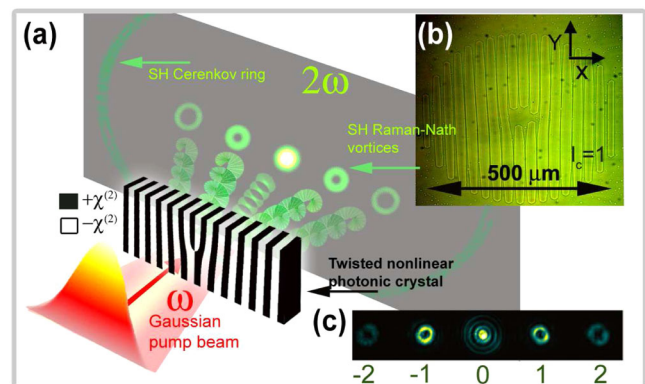 (a)
SH Cerenkov ring
2ω
SH Raman-Nath
vortices
+χ⁽²⁾
−χ⁽²⁾
ω
Gaussian
pump beam
Twisted nonlinear
photonic crystal
(b)
Y
X
l_c=1
500 μm
(c)
-2 -1 0 1 2